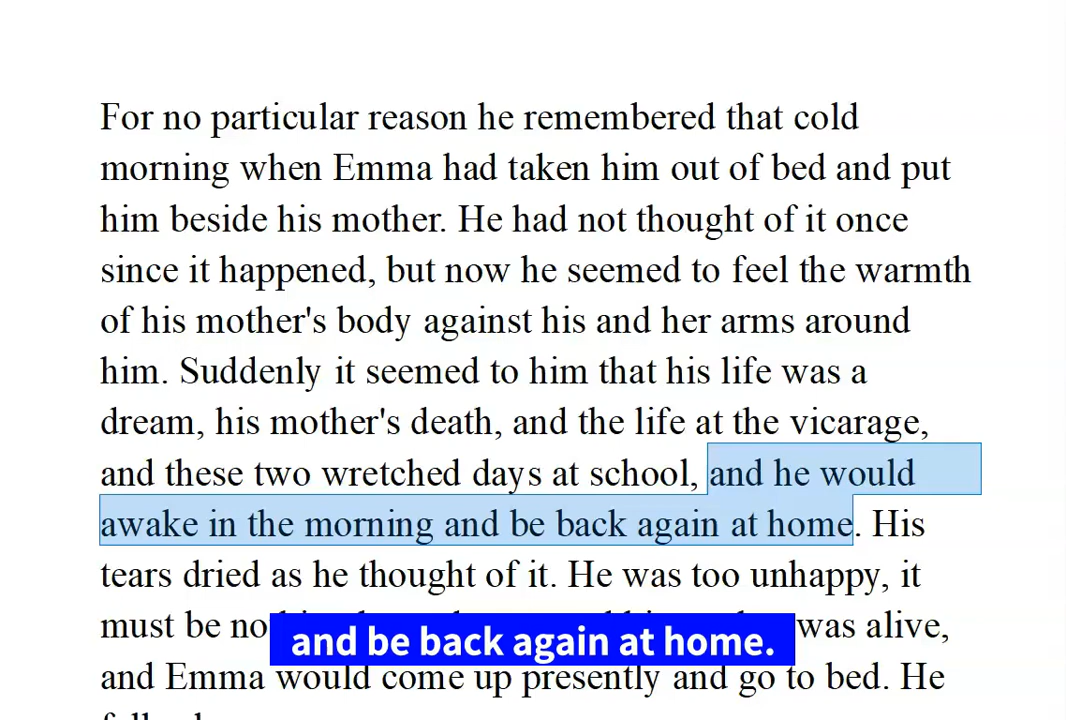 For no particular reason he remembered that cold
morning when Emma had taken him out of bed and put
him beside his mother. He had not thought of it once
since it happened, but now he seemed to feel the warmth
of his mother's body against his and her arms around
him. Suddenly it seemed to him that his life was a
dream, his mother's death, and the life at the vicarage,
and these two wretched days at school, and he would
awake in the morning and be back again at home. His
tears dried as he thought of it. He was too unhappy, it
must be was alive,
and be back again at home.
and Emma would come up presently and go to bed. He